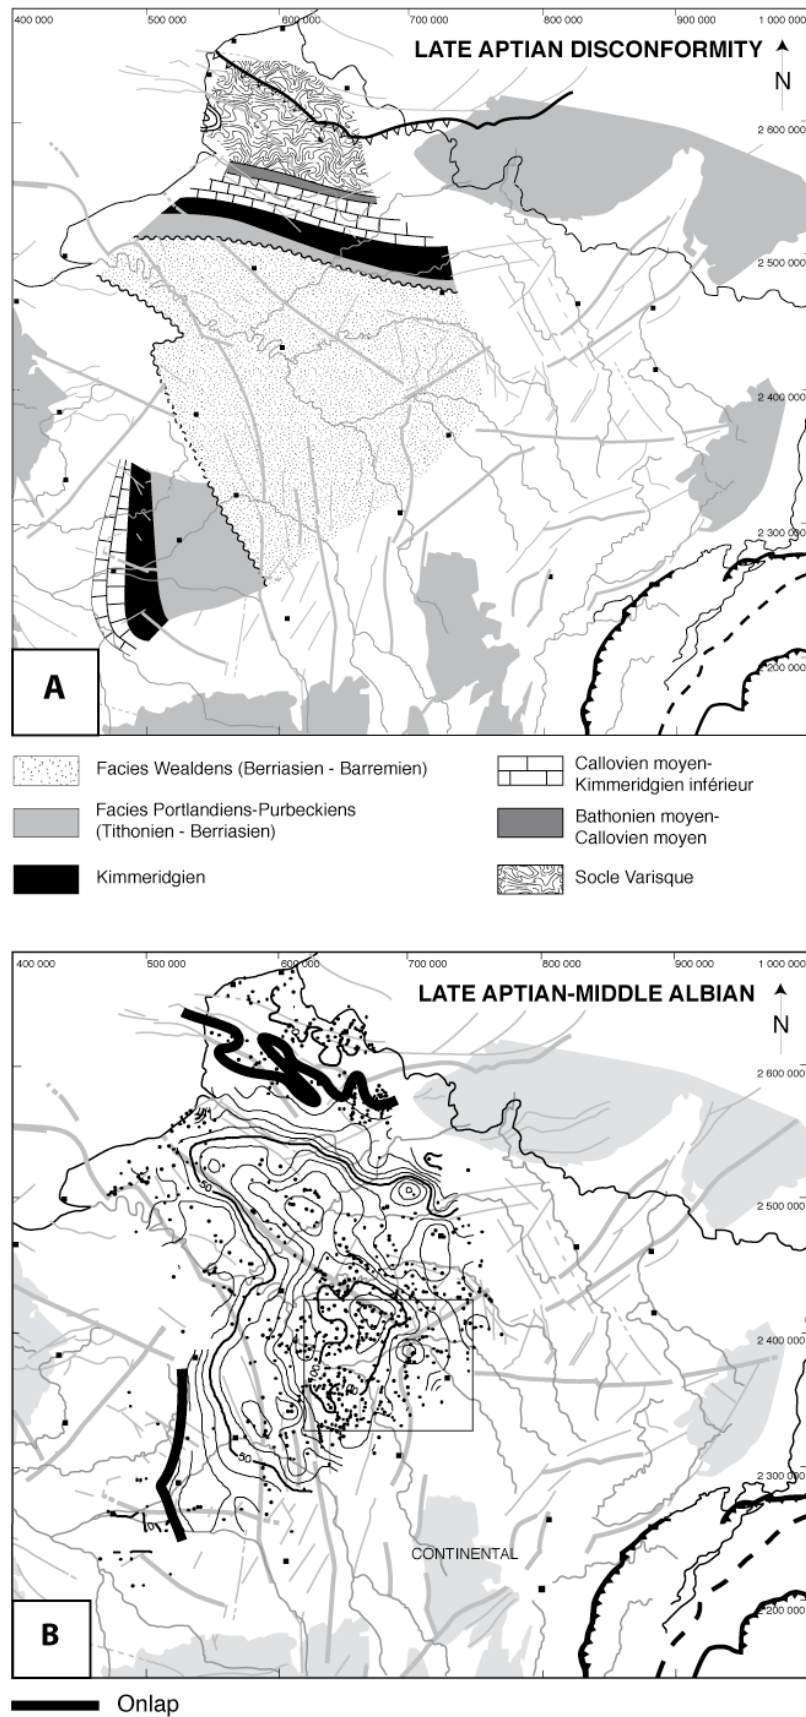 400 000 500 000 600 000 700 000 800 000 900 000 1 000 000
LATE APTIAN DISCONFORMITY
N
2 600 000
2 500 000
2 400 000
2 300 000
2 200 000
A
Facies Wealdens (Berriasien - Barremien)
Facies Portlandiens-Purbeckiens
(Tithonien - Berriasien)
Kimmeridgien
Callovien moyen-
Kimmeridgien inférieur
Bathonien moyen-
Callovien moyen
Socle Varisque
400 000 500 000 600 000 700 000 800 000 900 000 1 000 000
LATE APTIAN-MIDDLE ALBIAN
N
2 600 000
2 500 000
50
2 400 000
100
50
2 300 000
CONTINENTAL
2 200 000
B
Onlap